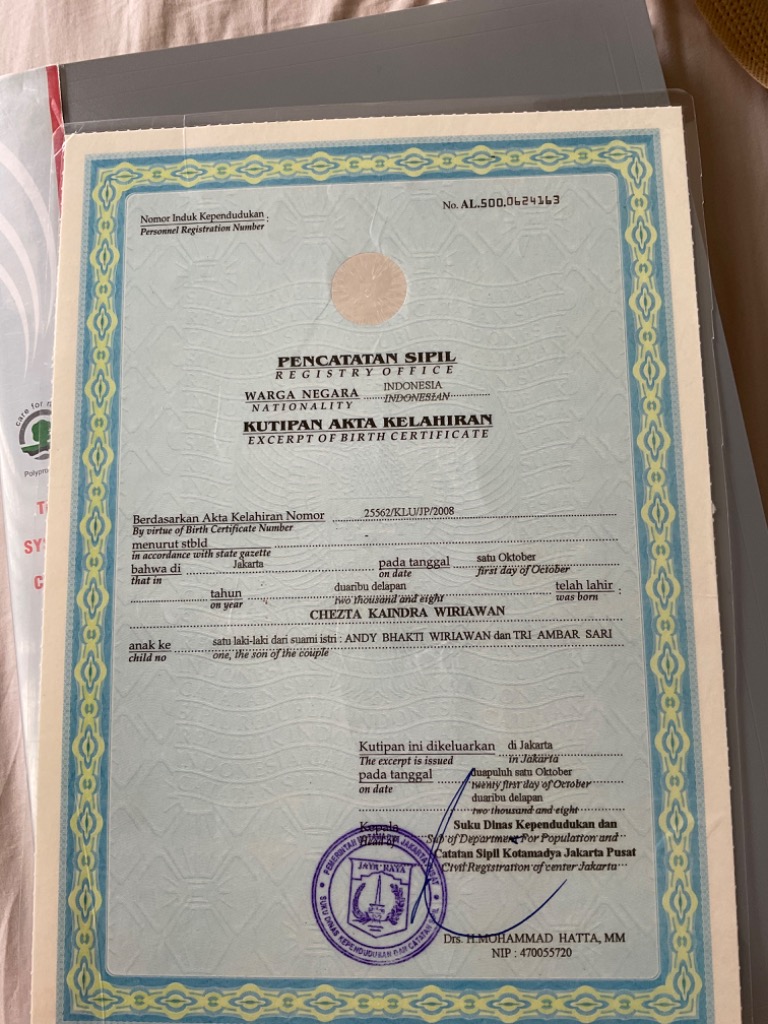 Nomor Induk Kependudukan :
Personnel Registration Number
No. AL.500.0624163
PENCATATAN SIPIL
REGISTRY OFFICE
WARGA NEGARA INDONESIA
NATIONALITY INDONESIAN
KUTIPAN AKTA KELAHIRAN
EXCERPT OF BIRTH CERTIFICATE
Berdasarkan Akta Kelahiran Nomor 25562/KLU/JP/2008
By virtue of Birth Certificate Number
menurut stbld
in accordance with state gazette
bahwa di Jakarta pada tanggal satu Oktober
that in on date first day of October
tahun duaribu delapan telah lahir :
on year two thousand and eight was born
CHEZTA KAINDRA WIRIAWAN
anak ke satu laki-laki dari suami istri : ANDY BHAKTI WIRIAWAN dan TRI AMBAR SARI
child no one, the son of the couple
Kutipan ini dikeluarkan di Jakarta
The excerpt is issued in Jakarta
pada tanggal duapuluh satu Oktober
on date twenty first day of October
duaribu delapan
two thousand and eight
Kepala Suku Dinas Kependudukan dan
Head of Sub of Department For Population and
Catatan Sipil Kotamadya Jakarta Pusat
Civil Registration of center Jakarta
JAYA RAYA
SUKU DINAS KEPENDUDUKAN DAN CATATAN SIPIL
Drs. H.MOHAMMAD HATTA, MM
NIP : 470055720
care for